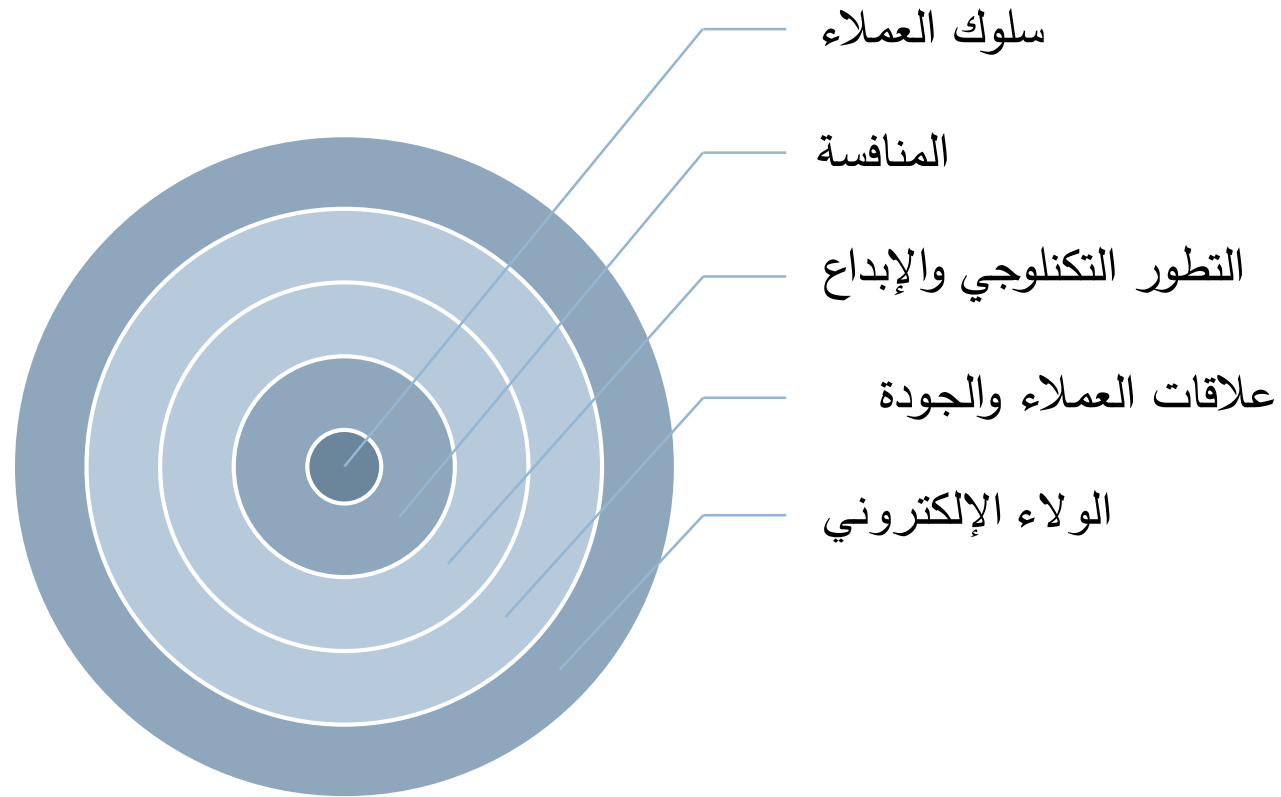 سلوك العملاء
المنافسة
التطور التكنلوجي والإبداع
علاقات العملاء والجودة
الولاء الإلكتروني